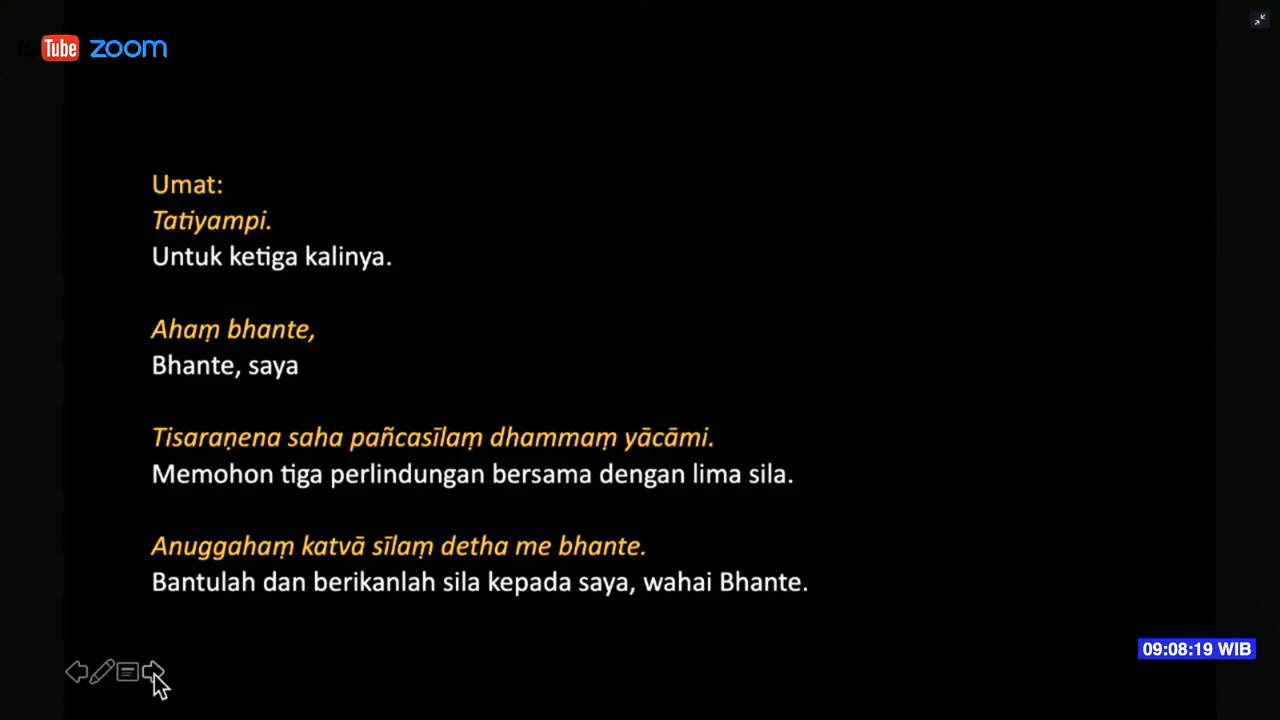 Tube zoom
Umat:
Tatiyampi.
Untuk ketiga kalinya.
Ahaṃ bhante,
Bhante, saya
Tisaraṇena saha pañcasīlaṃ dhammaṃ yācāmi.
Memohon tiga perlindungan bersama dengan lima sila.
Anuggahaṃ katvā sīlaṃ detha me bhante.
Bantulah dan berikanlah sila kepada saya, wahai Bhante.
09:08:19 WIB